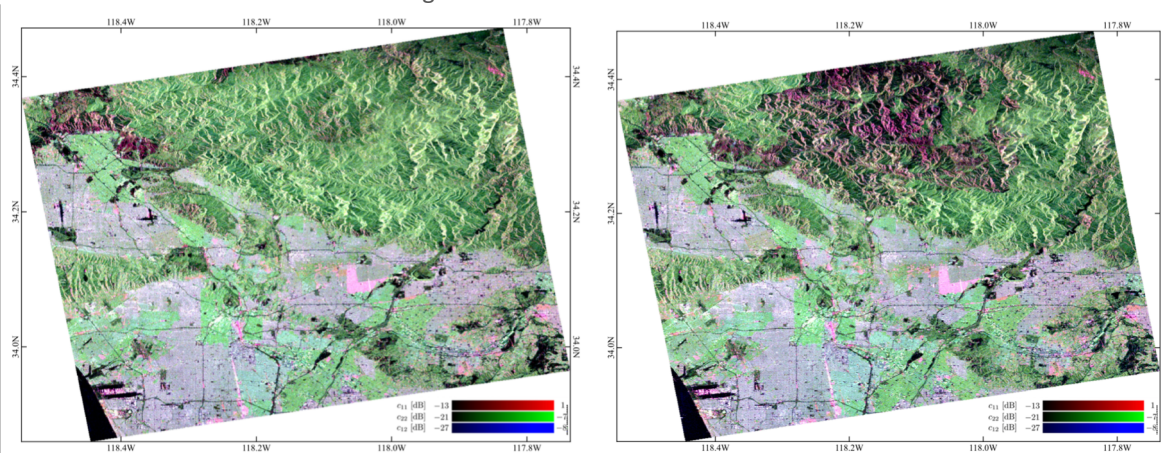 118.4W 118.2W 118.0W 117.8W
34.4N 34.4N
34.2N 34.2N
34.0N 34.0N
c₁₁ [dB] −13 1
c₂₂ [dB] −21
c₁₂ [dB] −27
118.4W 118.2W 118.0W 117.8W
118.4W 118.2W 118.0W 117.8W
34.4N
34.2N
34.0N
c₁₁ [dB] −13 1
c₂₂ [dB] −21
c₁₂ [dB] −27
118.4W 118.2W 118.0W 117.8W